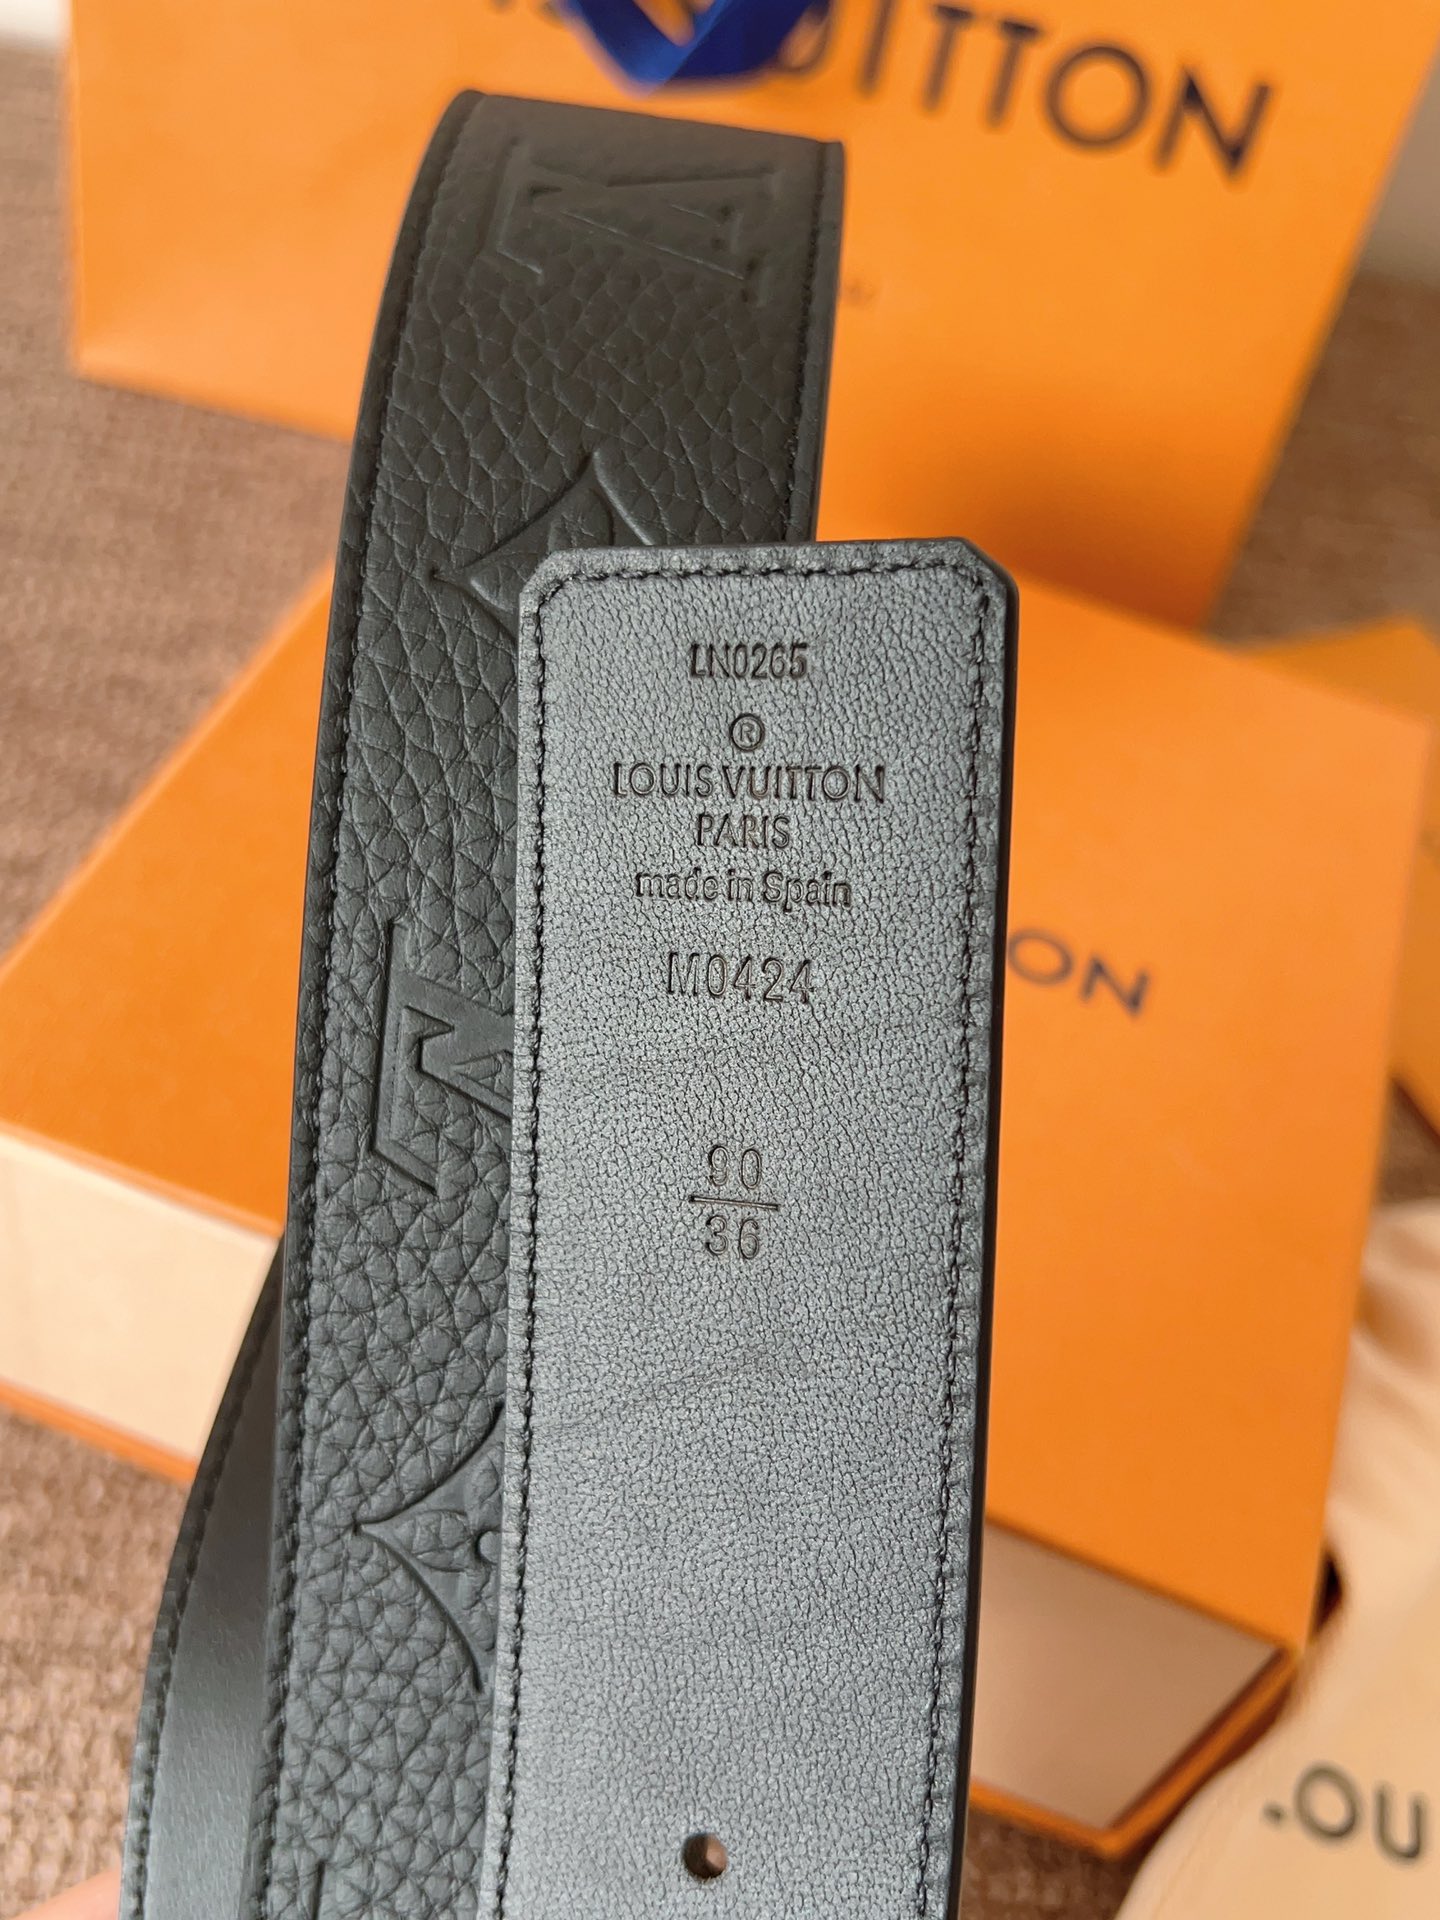 UITTON
LN0265
®
LOUIS VUITTON
PARIS
made in Spain
M0424
ON
90
36
OU